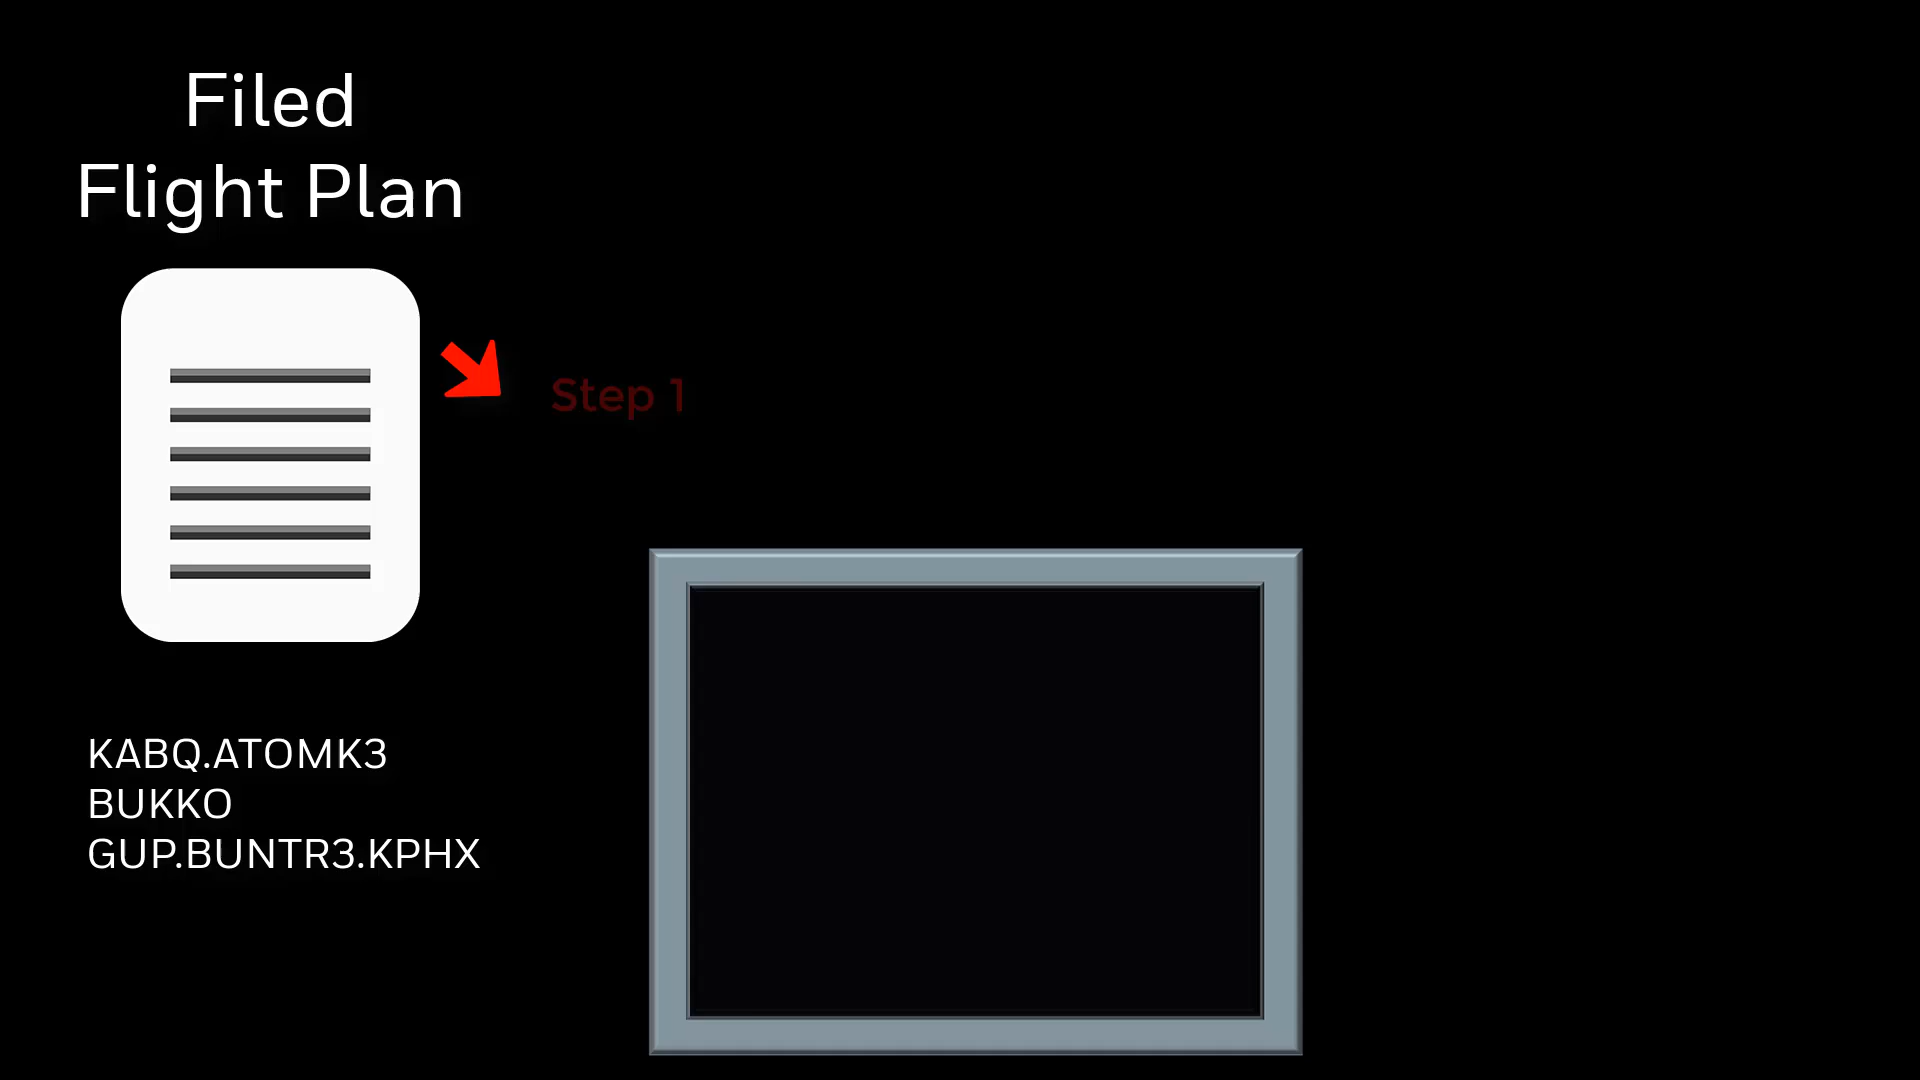 Filed
Flight Plan
Step 1
KABQ.ATOMK3
BUKKO
GUP.BUNTR3.KPHX